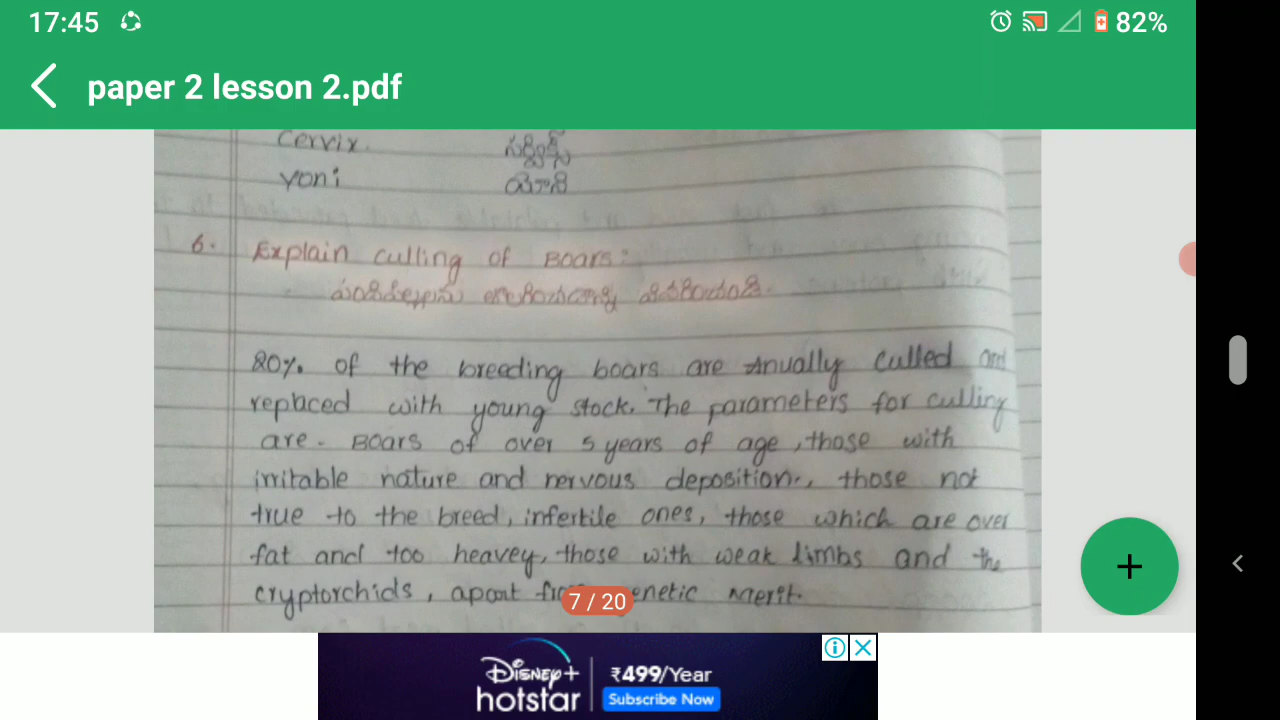 17:45
82%
paper 2 lesson 2.pdf
Cervix. సర్విక్స్
Yoni యోని
6. Explain culling of Boars:
20%. of the breeding boars are Anually culled and
replaced with young stock. The parameters for culling
are - Boars of over 5 years of age, those with
irritable nature and nervous deposition., those not
true to the breed, infertile ones, those which are over
fat and too heavey, those with weak limbs and the
cryptorchids, apart genetic merit.
7 / 20
Disney+ hotstar
₹499/Year
Subscribe Now